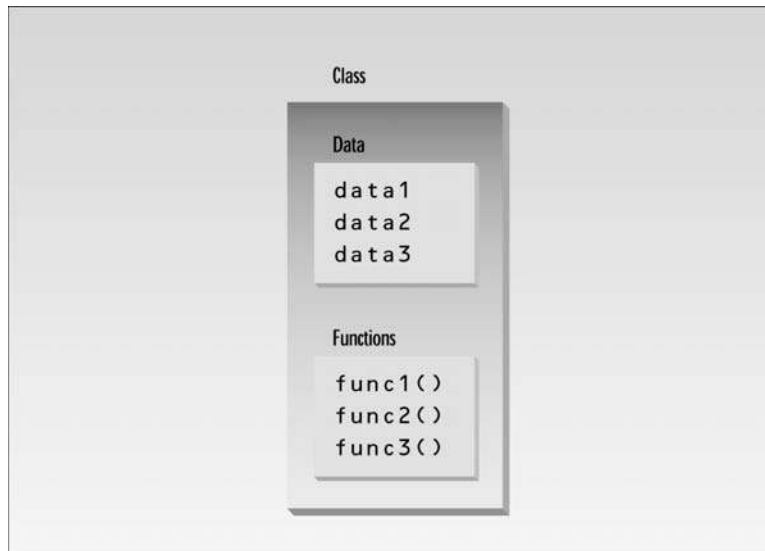 Class
Data
data1
data2
data3
Functions
func1()
func2()
func3()